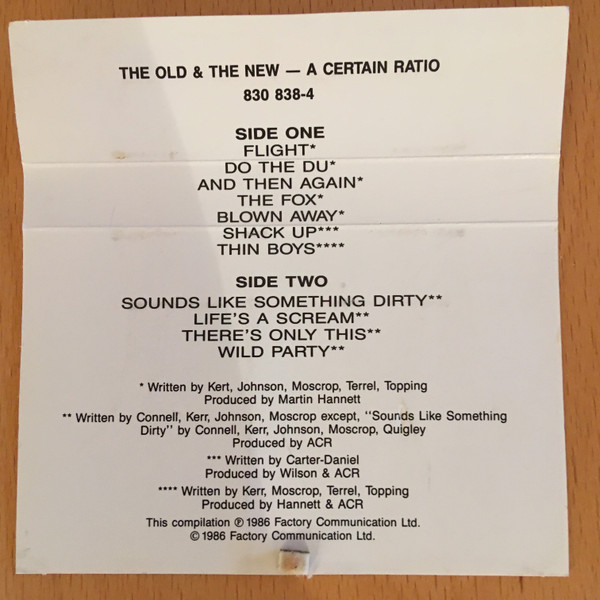 THE OLD & THE NEW — A CERTAIN RATIO
830 838-4
SIDE ONE
FLIGHT*
DO THE DU*
AND THEN AGAIN*
THE FOX*
BLOWN AWAY*
SHACK UP***
THIN BOYS****
SIDE TWO
SOUNDS LIKE SOMETHING DIRTY**
LIFE'S A SCREAM**
THERE'S ONLY THIS**
WILD PARTY**
* Written by Kert, Johnson, Moscrop, Terrel, Topping
Produced by Martin Hannett
** Written by Connell, Kerr, Johnson, Moscrop except, "Sounds Like Something
Dirty" by Connell, Kerr, Johnson, Moscrop, Quigley
Produced by ACR
*** Written by Carter-Daniel
Produced by Wilson & ACR
**** Written by Kerr, Moscrop, Terrel, Topping
Produced by Hannett & ACR
This compilation ℗ 1986 Factory Communication Ltd.
© 1986 Factory Communication Ltd.